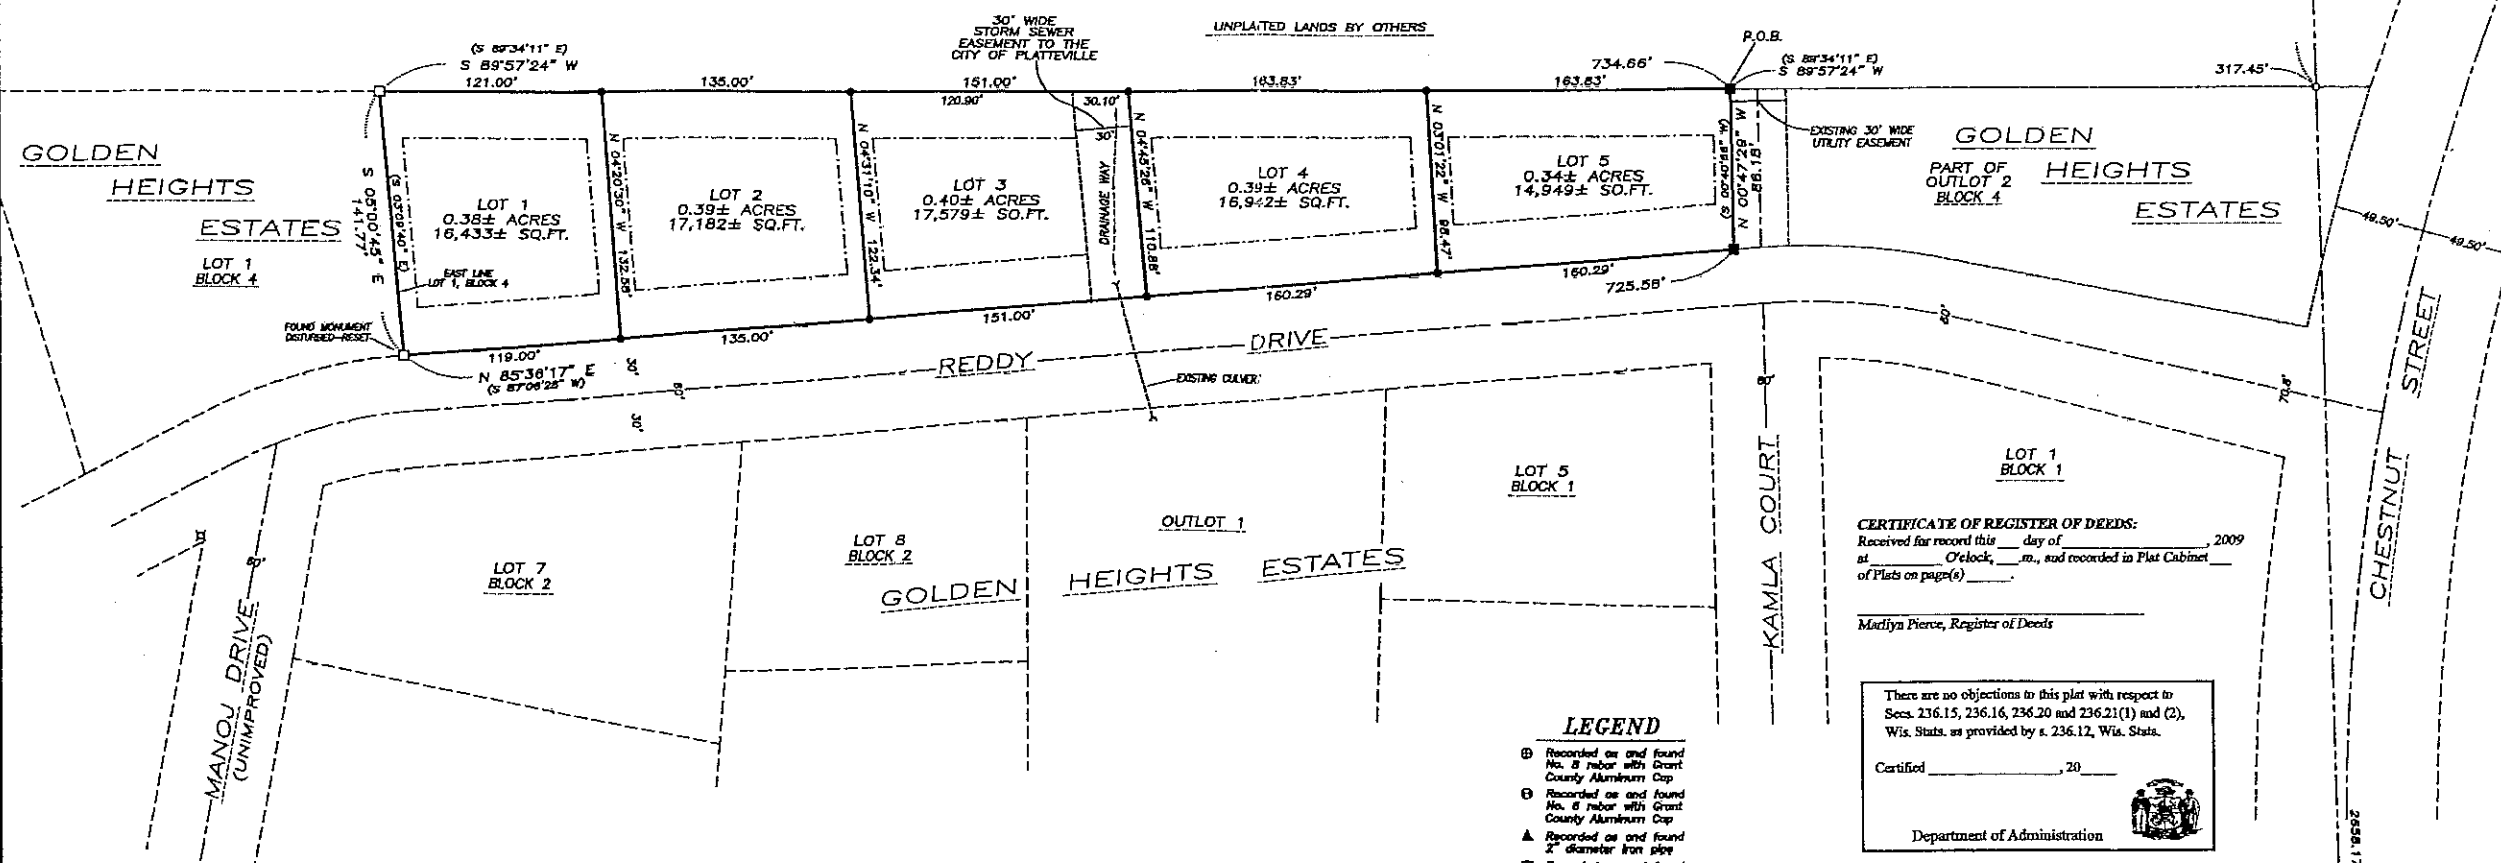 30' WIDE
STORM SEWER
EASEMENT TO THE
CITY OF PLATTEVILLE
UNPLATTED LANDS BY OTHERS
(S 89'34'11" E)
S 89'57'24" W
121.00'
135.00'
151.00'
120.90'
30.10'
30'
163.83'
163.83'
734.66'
P.O.B.
(S 89'34'11" E)
S 89'57'24" W
317.45'
EXISTING 30' WIDE
UTILITY EASEMENT
GOLDEN
HEIGHTS
ESTATES
LOT 1
BLOCK 4
S 05'00'45" E
141.77'
(S 03'09'40" E)
EAST LINE
LOT 1, BLOCK 4
LOT 1
0.38± ACRES
16,433± SQ.FT.
N 04'20'30" W 132.58'
LOT 2
0.39± ACRES
17,182± SQ.FT.
N 04'31'10" W 122.34'
LOT 3
0.40± ACRES
17,579± SQ.FT.
DRAINAGE WAY
N 04'45'26" W 110.88'
LOT 4
0.39± ACRES
16,942± SQ.FT.
N 03'01'22" W 98.47'
LOT 5
0.34± ACRES
14,949± SQ.FT.
N 00'47'29" W
86.18'
GOLDEN
HEIGHTS
ESTATES
PART OF
OUTLOT 2
BLOCK 4
49.50'
49.50'
FOUND MONUMENT
DISTURBED-RESET
119.00'
N 85'36'17" E
(S 87'06'25" W)
135.00'
151.00'
160.29'
160.29'
725.58'
30'
60'
30'
REDDY DRIVE
EXISTING CULVERT
60'
60'
70.8'
CHESTNUT STREET
KAMLA COURT
LOT 1
BLOCK 1
LOT 5
BLOCK 1
OUTLOT 1
LOT 8
BLOCK 2
LOT 7
BLOCK 2
GOLDEN HEIGHTS ESTATES
60'
MANOJ DRIVE
(UNIMPROVED)
CERTIFICATE OF REGISTER OF DEEDS:
Received for record this ___ day of ____________________, 2009
at ________ O'clock, ___.m., and recorded in Plat Cabinet ___
of Plats on page(s) ______.
Marilyn Pierce, Register of Deeds
There are no objections to this plat with respect to
Secs. 236.15, 236.16, 236.20 and 236.21(1) and (2),
Wis. Stats. as provided by s. 236.12, Wis. Stats.
Certified ____________________, 20_____
Department of Administration
LEGEND
Recorded as and found
No. 8 rebar with Grant
County Aluminum Cap
Recorded as and found
No. 6 rebar with Grant
County Aluminum Cap
Recorded as and found
2" diameter iron pipe